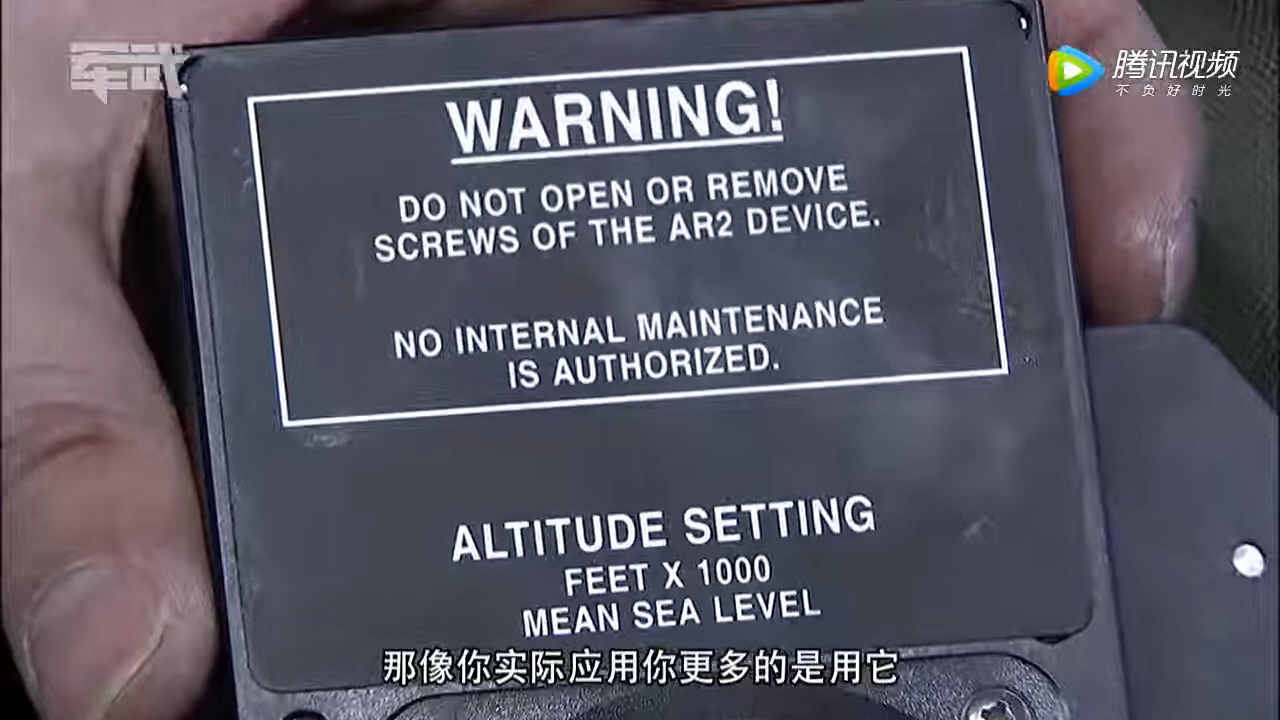 军武
腾讯视频
不负好时光
WARNING!
DO NOT OPEN OR REMOVE
SCREWS OF THE AR2 DEVICE.
NO INTERNAL MAINTENANCE
IS AUTHORIZED.
ALTITUDE SETTING
FEET X 1000
MEAN SEA LEVEL
那像你实际应用你更多的是用它